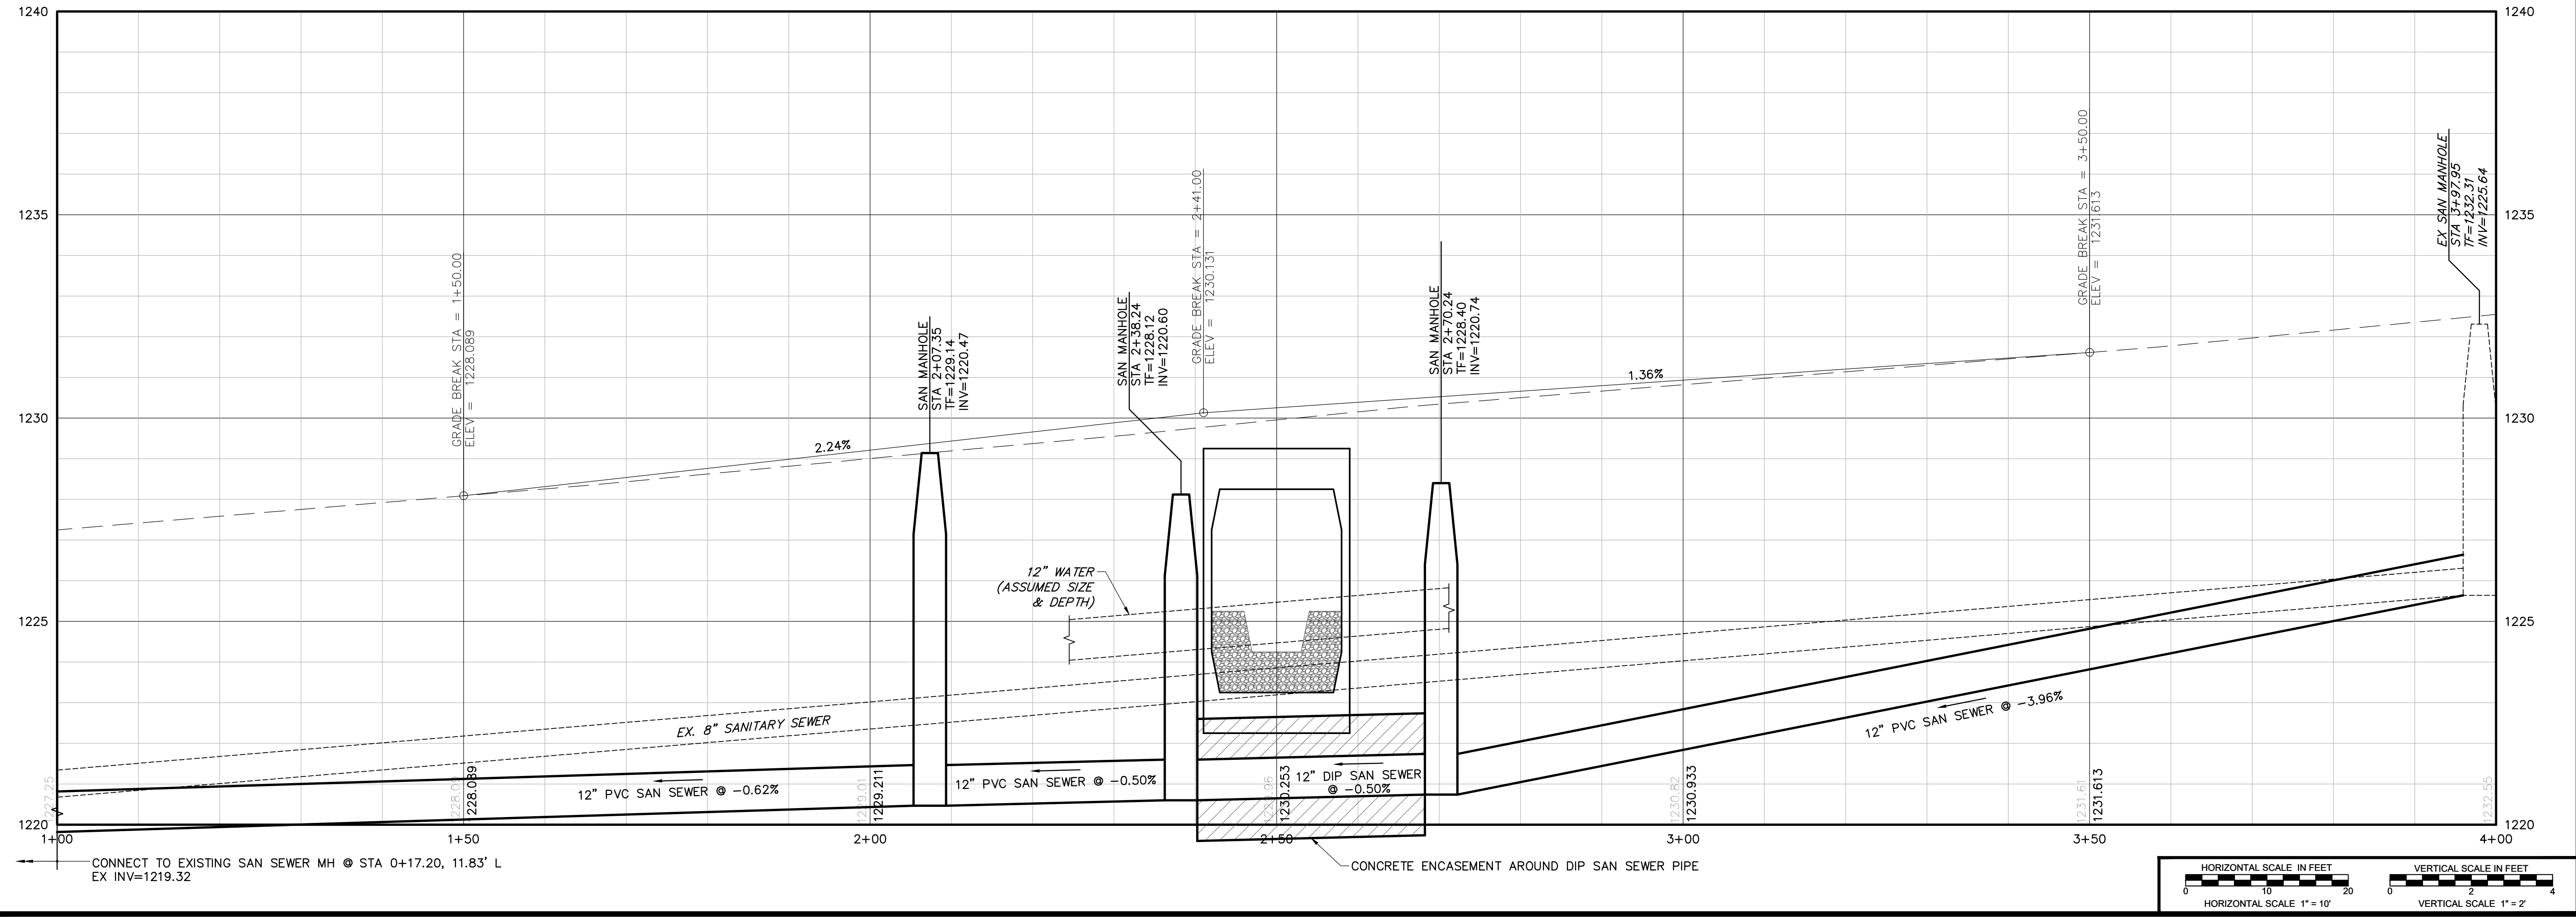 1240
1240
1235
1235
1230
1230
1225
1225
1220
1220
GRADE BREAK STA = 1+50.00
ELEV = 1228.089
2.24%
SAN MANHOLE
STA 2+07.35
TF=1229.14
INV=1220.47
SAN MANHOLE
STA 2+38.24
TF=1228.12
INV=1220.60
GRADE BREAK STA = 2+41.00
ELEV = 1230.131
SAN MANHOLE
STA 2+70.24
TF=1228.40
INV=1220.74
1.36%
GRADE BREAK STA = 3+50.00
ELEV = 1231.613
EX SAN MANHOLE
STA 3+97.95
TF=1232.31
INV=1225.64
12” WATER
(ASSUMED SIZE
& DEPTH)
EX. 8” SANITARY SEWER
12” PVC SAN SEWER @ -0.62%
12” PVC SAN SEWER @ -0.50%
12” DIP SAN SEWER
@ -0.50%
12” PVC SAN SEWER @ -3.96%
1228.089
1229.01
1229.211
1230.253
1230.82
1230.933
1231.61
1231.613
1232.55
1+00
1+50
2+00
2+50
3+00
3+50
4+00
CONNECT TO EXISTING SAN SEWER MH @ STA 0+17.20, 11.83’ L
EX INV=1219.32
CONCRETE ENCASEMENT AROUND DIP SAN SEWER PIPE
HORIZONTAL SCALE IN FEET
0 10 20
HORIZONTAL SCALE 1" = 10'
VERTICAL SCALE IN FEET
0 2 4
VERTICAL SCALE 1" = 2'